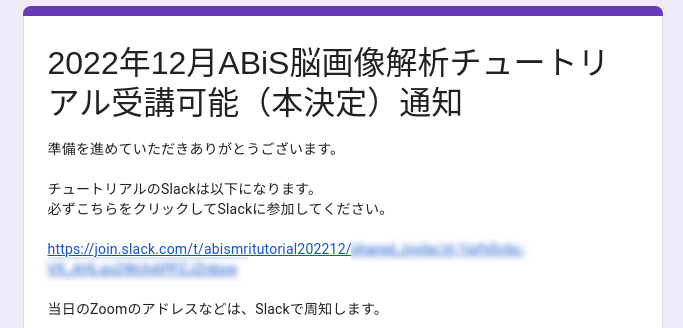 2022年12月ABiS脳画像解析チュートリ
アル受講可能（本決定）通知
準備を進めていただきありがとうございます。
チュートリアルのSlackは以下になります。
必ずこちらをクリックしてSlackに参加してください。
https://join.slack.com/t/abismritutorial202212/
当日のZoomのアドレスなどは、Slackで周知します。